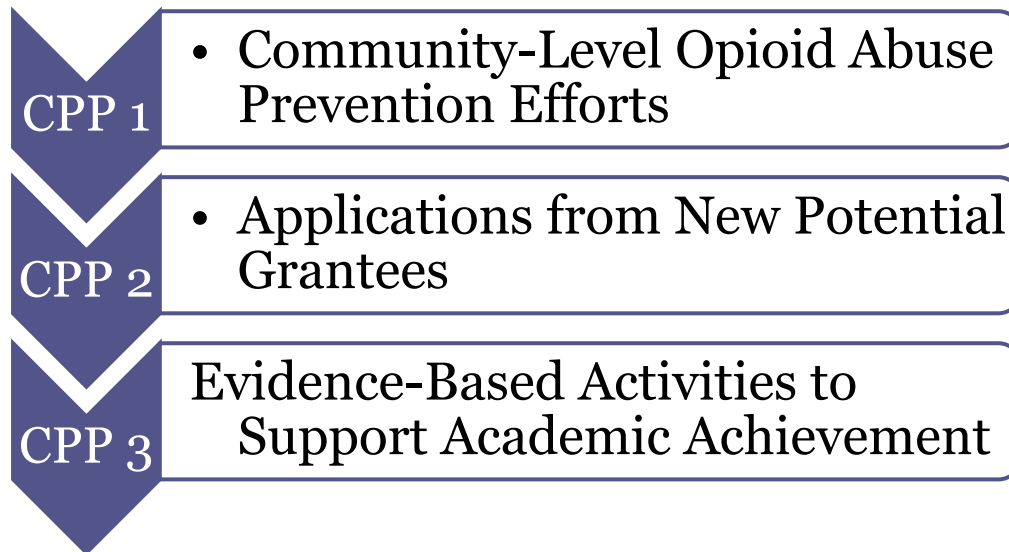 CPP 1
• Community-Level Opioid Abuse
Prevention Efforts
CPP 2
• Applications from New Potential
Grantees
CPP 3
Evidence-Based Activities to
Support Academic Achievement